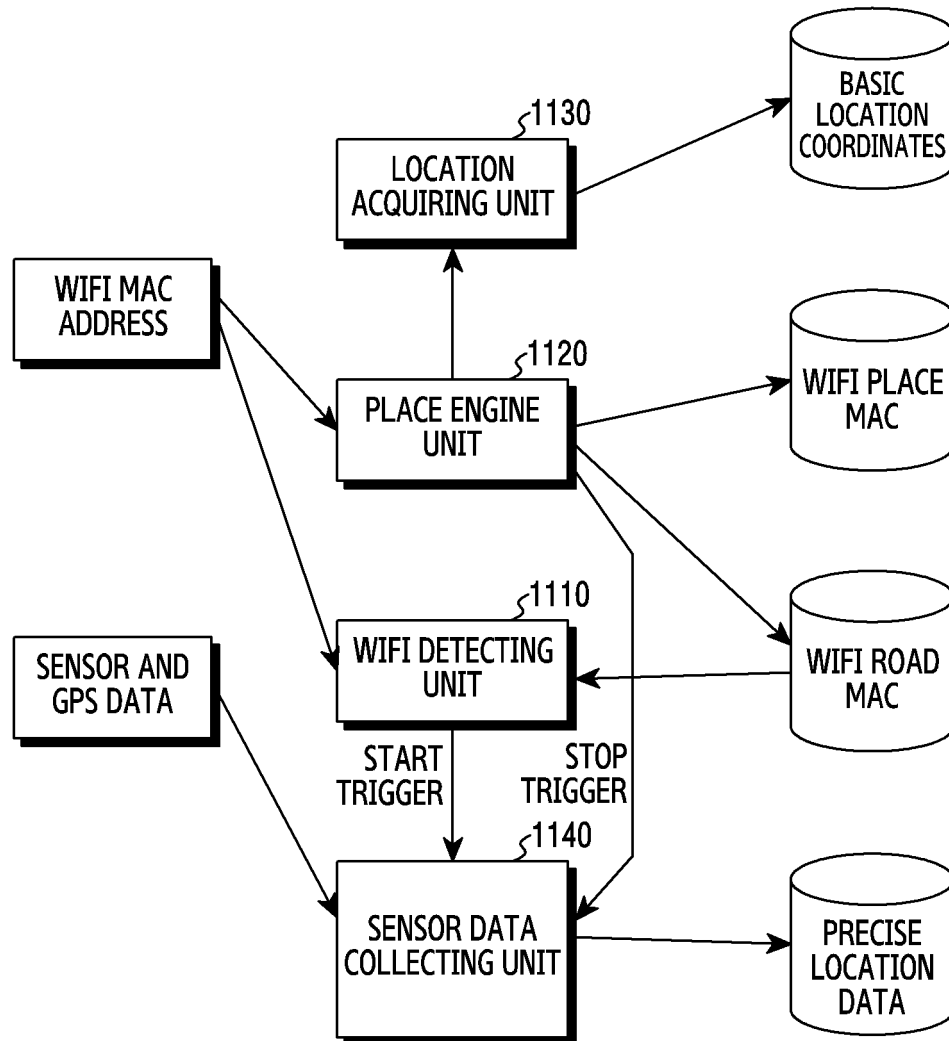 BASIC
LOCATION
COORDINATES
1130
LOCATION
ACQUIRING UNIT
WIFI MAC
ADDRESS
1120
PLACE ENGINE
UNIT
WIFI PLACE
MAC
1110
WIFI DETECTING
UNIT
SENSOR AND
GPS DATA
WIFI ROAD
MAC
START
TRIGGER
STOP
TRIGGER
1140
SENSOR DATA
COLLECTING UNIT
PRECISE
LOCATION
DATA